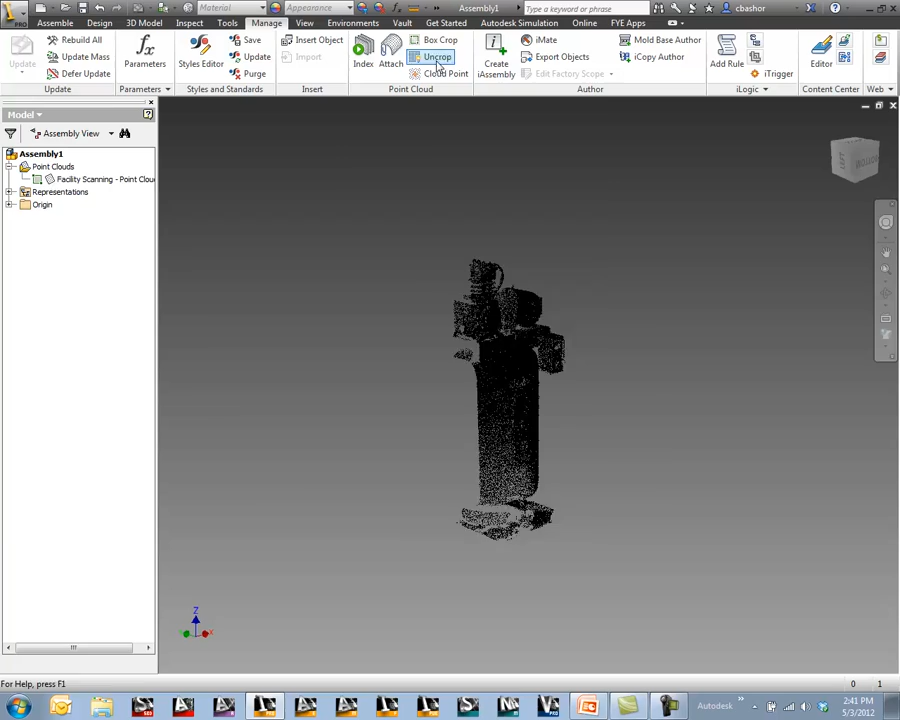 Material
Appearance
Assembly1
Type a keyword or phrase
cbashor
PRO
Assemble
Design
3D Model
Inspect
Tools
Manage
View
Environments
Vault
Get Started
Autodesk Simulation
Online
FYE Apps
Update
Rebuild All
Update Mass
Defer Update
Update
Parameters
Parameters
Styles Editor
Save
Update
Purge
Styles and Standards
Insert Object
Import
Insert
Index
Attach
Box Crop
Uncrop
Cloud Point
Point Cloud
Create iAssembly
iMate
Export Objects
Edit Factory Scope
Mold Base Author
iCopy Author
Author
Add Rule
iTrigger
iLogic
Editor
Content Center
Web
Model
Assembly View
Assembly1
Point Clouds
Facility Scanning - Point Clou
Representations
Origin
LEFT
BOTTOM
Z
X
For Help, press F1
0
1
Autodesk
2:41 PM
5/3/2012